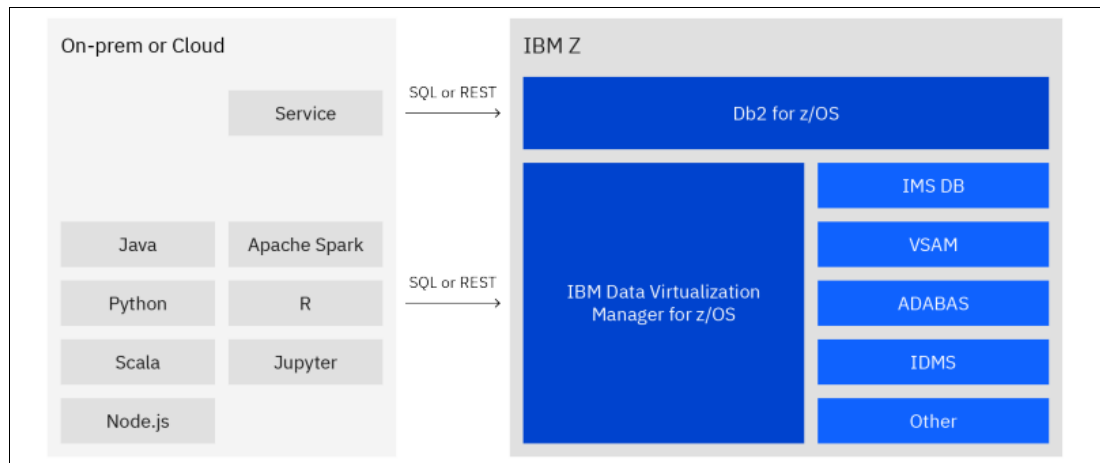 On-prem or Cloud
Service
Java
Apache Spark
Python
R
Scala
Jupyter
Node.js
SQL or REST
SQL or REST
IBM Z
Db2 for z/OS
IBM Data Virtualization
Manager for z/OS
IMS DB
VSAM
ADABAS
IDMS
Other